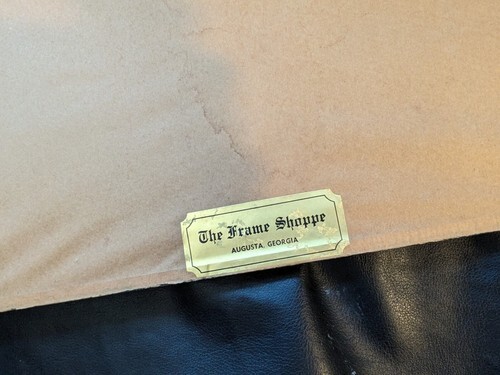 The Frame Shoppe
AUGUSTA, GEORGIA